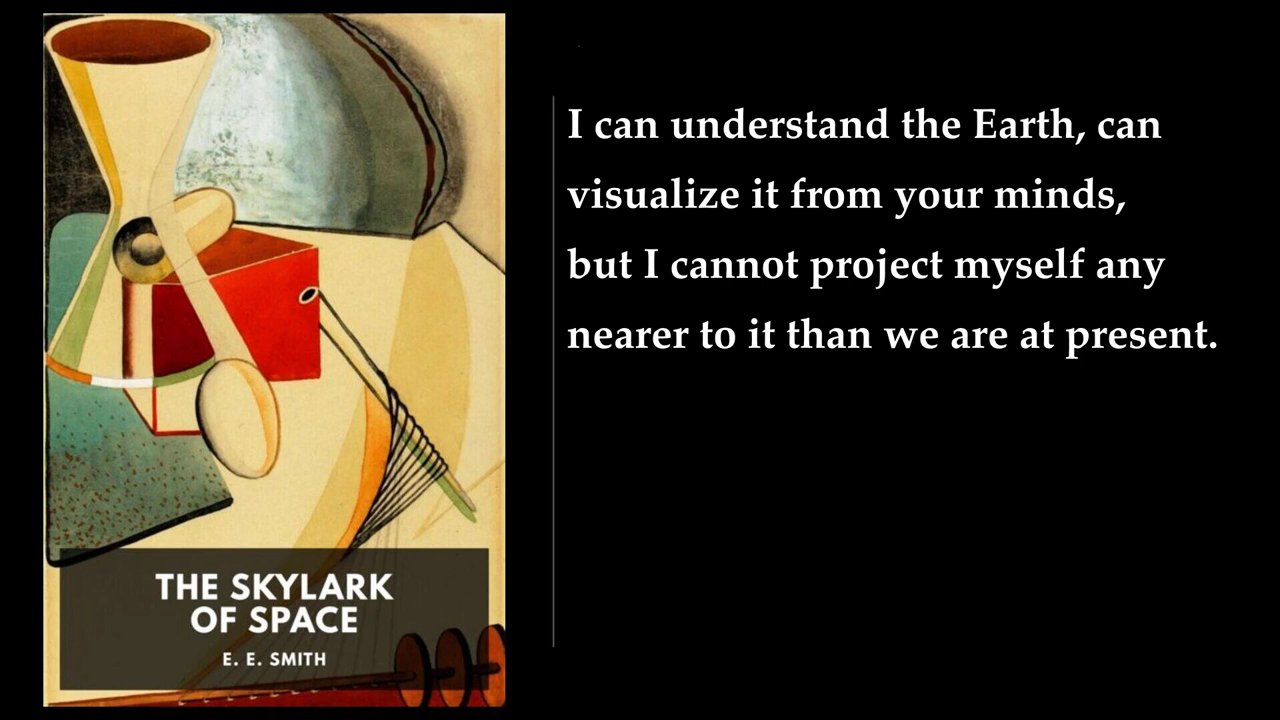 THE SKYLARK
OF SPACE
E. E. SMITH
I can understand the Earth, can
visualize it from your minds,
but I cannot project myself any
nearer to it than we are at present.